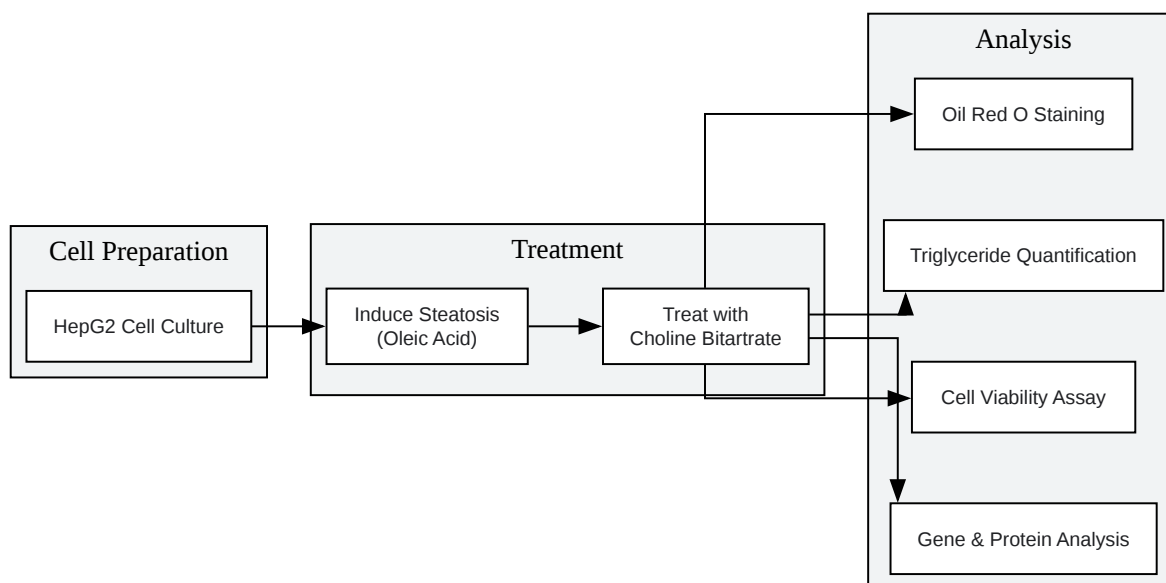 Cell Preparation
HepG2 Cell Culture
Treatment
Induce Steatosis
(Oleic Acid)
Treat with
Choline Bitartrate
Analysis
Oil Red O Staining
Triglyceride Quantification
Cell Viability Assay
Gene & Protein Analysis